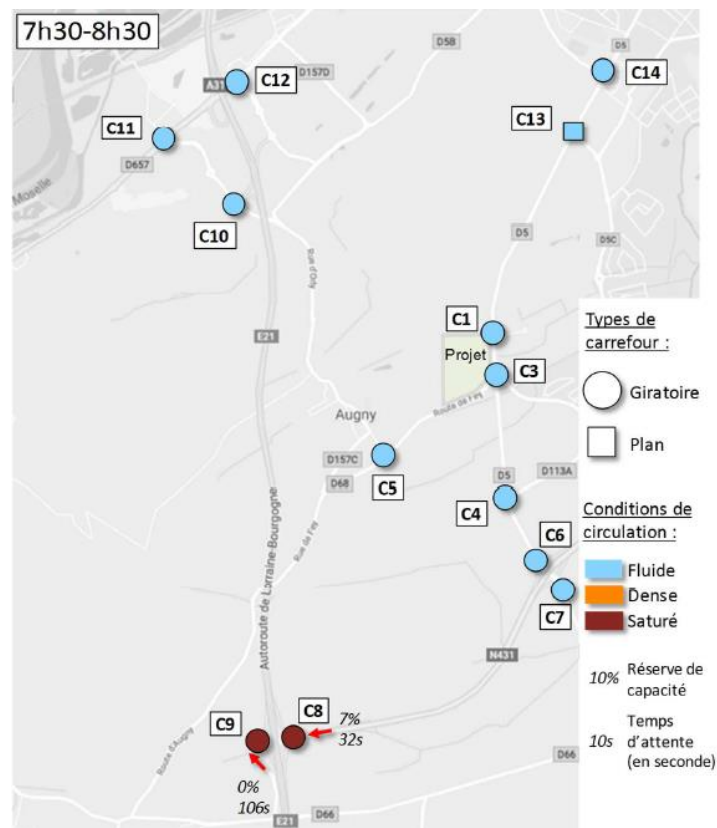 7h30-8h30
D5B
D5
C12
D157D
C14
A31
C13
C11
D657
Moselle
C10
D5
D5C
Rue d'Orly
C1
Types de
carrefour :
E21
Projet
C3
Giratoire
Augny
Route de Fey
Plan
D157C
C5
D68
D5
D113A
C4
Conditions de
circulation :
C6
Rue de Fey
Fluide
Dense
C7
Saturé
Autoroute de Lorraine-Bourgogne
N431
10% Réserve de
capacité
C9
C8
7%
32s
10s Temps
d'attente
(en seconde)
Route d'Augny
0%
106s
D66
D66
E21